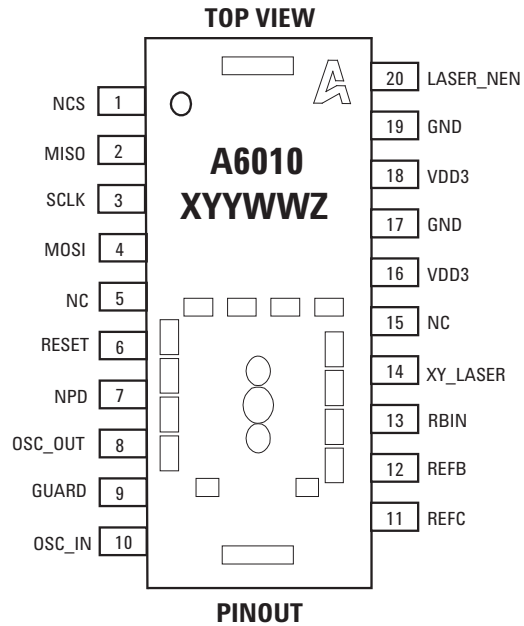 TOP VIEW
A6010
XYYWWZ
NCS 1
MISO 2
SCLK 3
MOSI 4
NC 5
RESET 6
NPD 7
OSC_OUT 8
GUARD 9
OSC_IN 10
20 LASER_NEN
19 GND
18 VDD3
17 GND
16 VDD3
15 NC
14 XY_LASER
13 RBIN
12 REFB
11 REFC
PINOUT